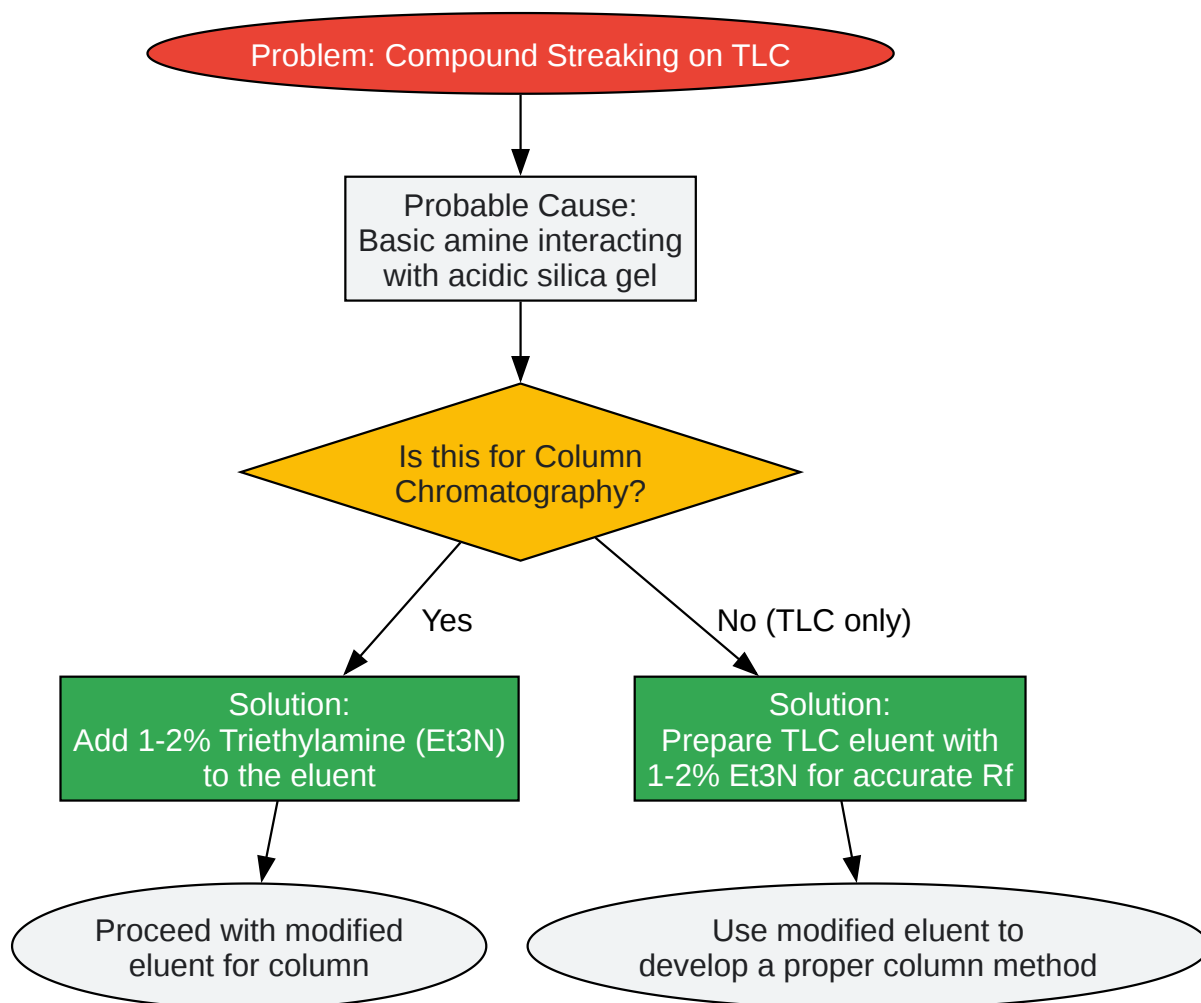 Problem: Compound Streaking on TLC
Probable Cause:
Basic amine interacting
with acidic silica gel
Is this for Column
Chromatography?
Yes
No (TLC only)
Solution:
Add 1-2% Triethylamine (Et3N)
to the eluent
Solution:
Prepare TLC eluent with
1-2% Et3N for accurate Rf
Proceed with modified
eluent for column
Use modified eluent to
develop a proper column method